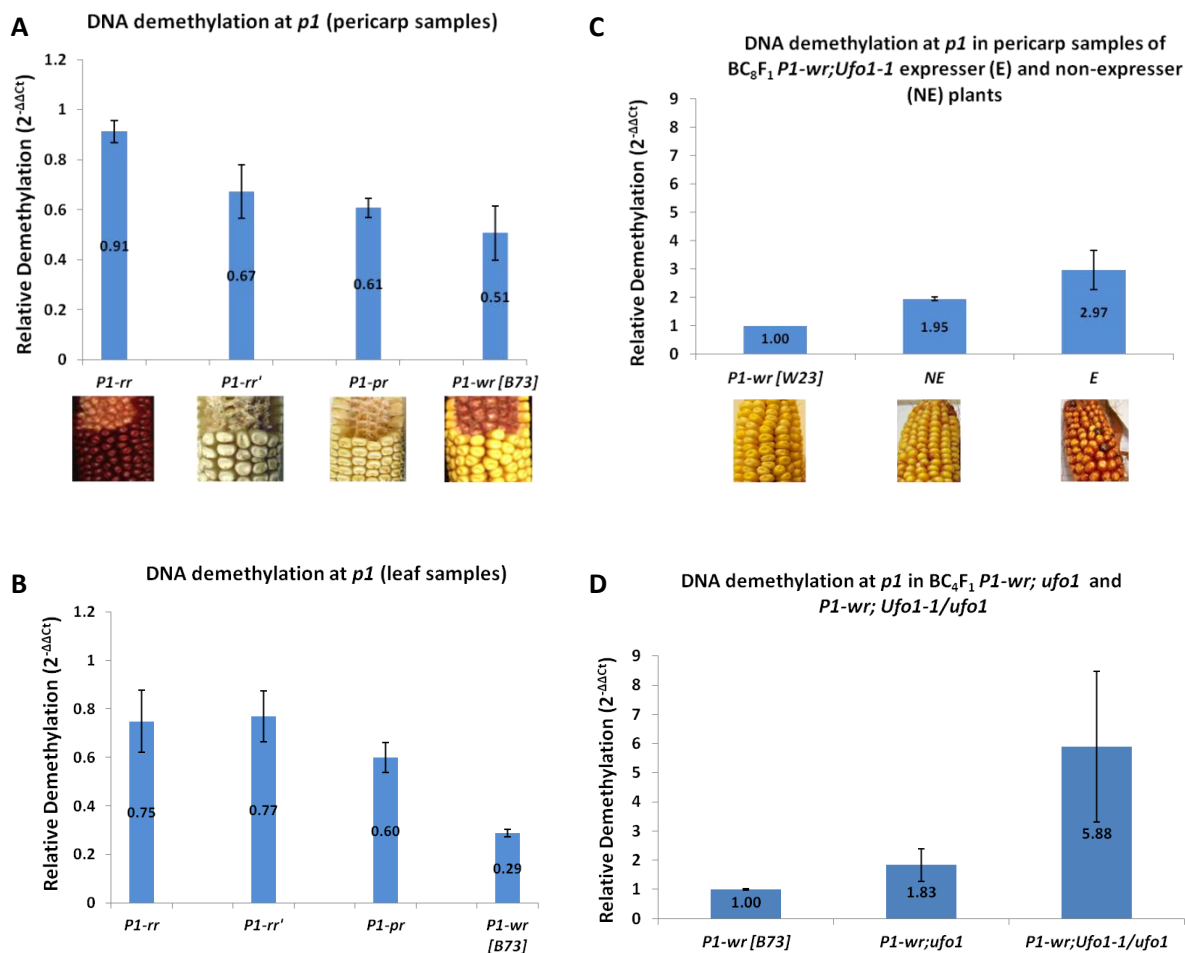 A
DNA demethylation at p1 (pericarp samples)
Relative Demethylation (2^-ΔΔCt)
1.2
1
0.8
0.6
0.4
0.2
0
0.91
0.67
0.61
0.51
P1-rr
P1-rr'
P1-pr
P1-wr [B73]
C
DNA demethylation at p1 in pericarp samples of
BC8F1 P1-wr;Ufo1-1 expresser (E) and non-expresser
(NE) plants
Relative Demethylation (2^-ΔΔCt)
9
8
7
6
5
4
3
2
1
0
1.00
1.95
2.97
P1-wr [W23]
NE
E
B
DNA demethylation at p1 (leaf samples)
Relative Demethylation (2^-ΔΔCt)
1.2
1
0.8
0.6
0.4
0.2
0
0.75
0.77
0.60
0.29
P1-rr
P1-rr'
P1-pr
P1-wr
[B73]
D
DNA demethylation at p1 in BC4F1 P1-wr; ufo1 and
P1-wr; Ufo1-1/ufo1
Relative Demethylation (2^-ΔΔCt)
9
8
7
6
5
4
3
2
1
0
1.00
1.83
5.88
P1-wr [B73]
P1-wr;ufo1
P1-wr;Ufo1-1/ufo1